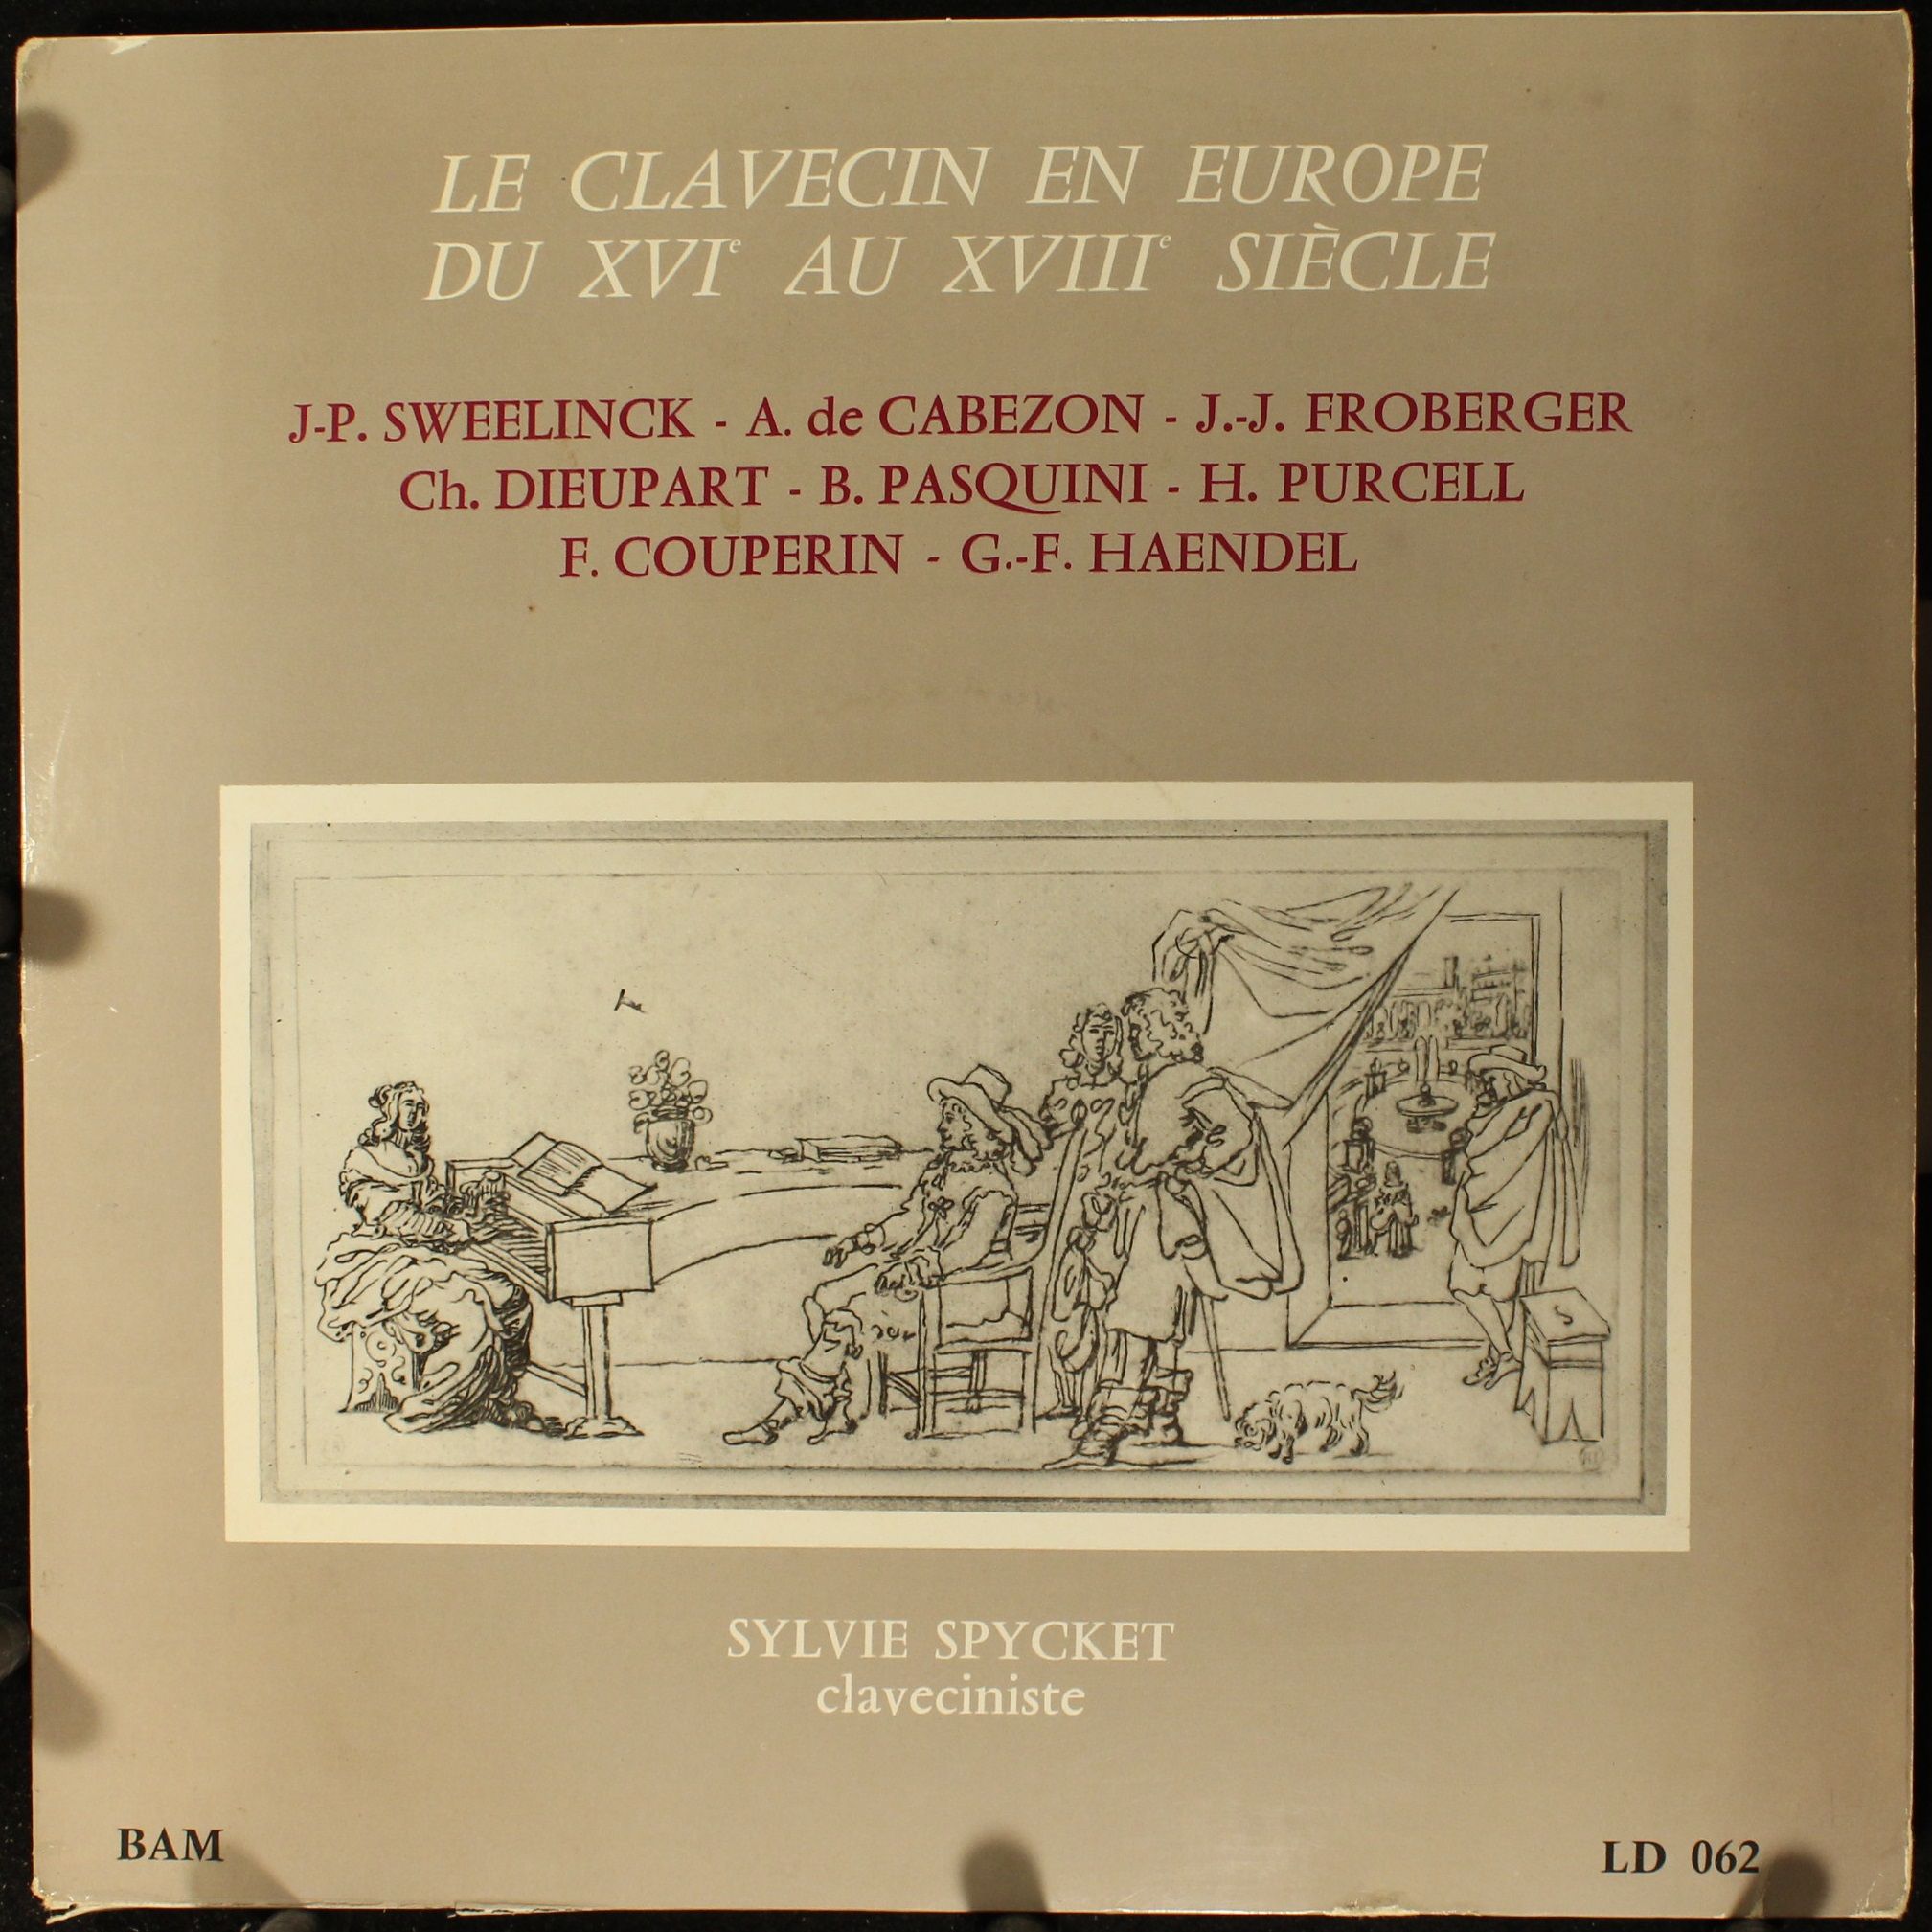 LE CLAVECIN EN EUROPE
DU XVIe AU XVIIIe SIÈCLE
J-P. SWEELINCK - A. de CABEZON - J.-J. FROBERGER
Ch. DIEUPART - B. PASQUINI - H. PURCELL
F. COUPERIN - G.-F. HAENDEL
SYLVIE SPYCKET
claveciniste
BAM
LD 062